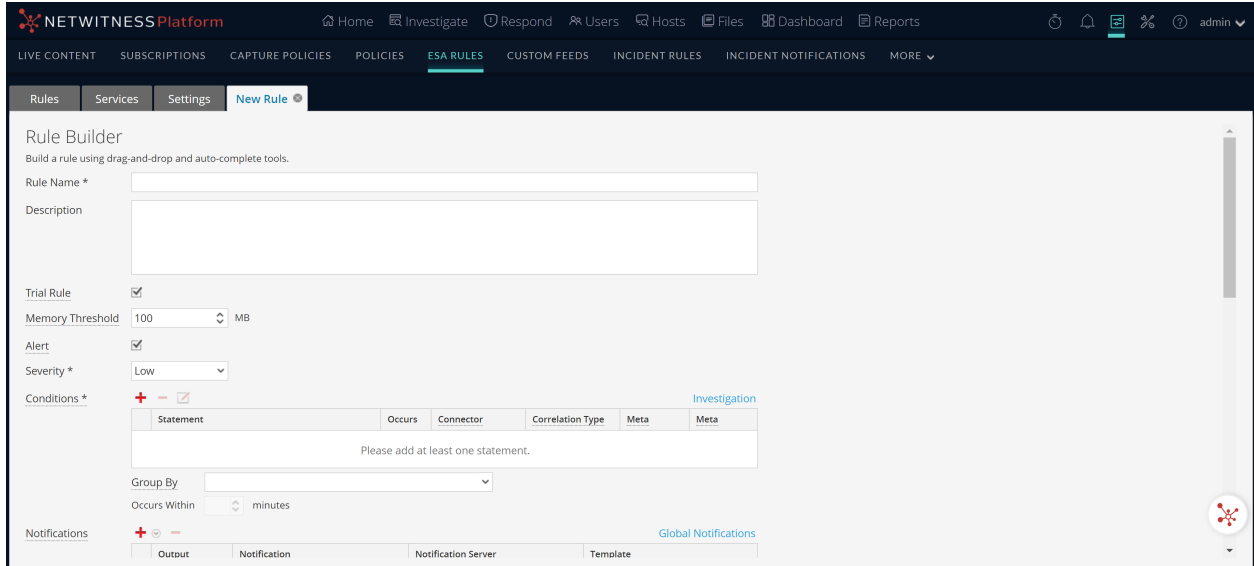 NETWITNESS Platform Home Investigate Respond Users Hosts Files Dashboard Reports admin
LIVE CONTENT SUBSCRIPTIONS CAPTURE POLICIES POLICIES ESA RULES CUSTOM FEEDS INCIDENT RULES INCIDENT NOTIFICATIONS MORE
Rules Services Settings New Rule
Rule Builder
Build a rule using drag-and-drop and auto-complete tools.
Rule Name *
Description
Trial Rule
Memory Threshold 100 MB
Alert
Severity * Low
Conditions * Investigation
Statement Occurs Connector Correlation Type Meta Meta
Please add at least one statement.
Group By
Occurs Within minutes
Notifications Global Notifications
Output Notification Notification Server Template